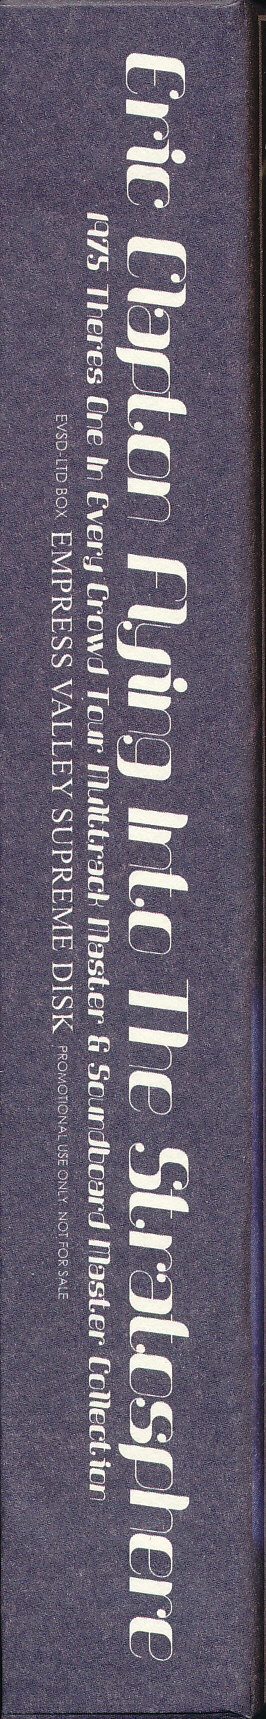 Eric Clapton Flying Into The Stratosphere
1975 Theres One In Every Crowd Tour Multitrack Master & Soundboard Master Collection
EVSD-LTD BOX EMPRESS VALLEY SUPREME DISK PROMOTIONAL USE ONLY. NOT FOR SALE